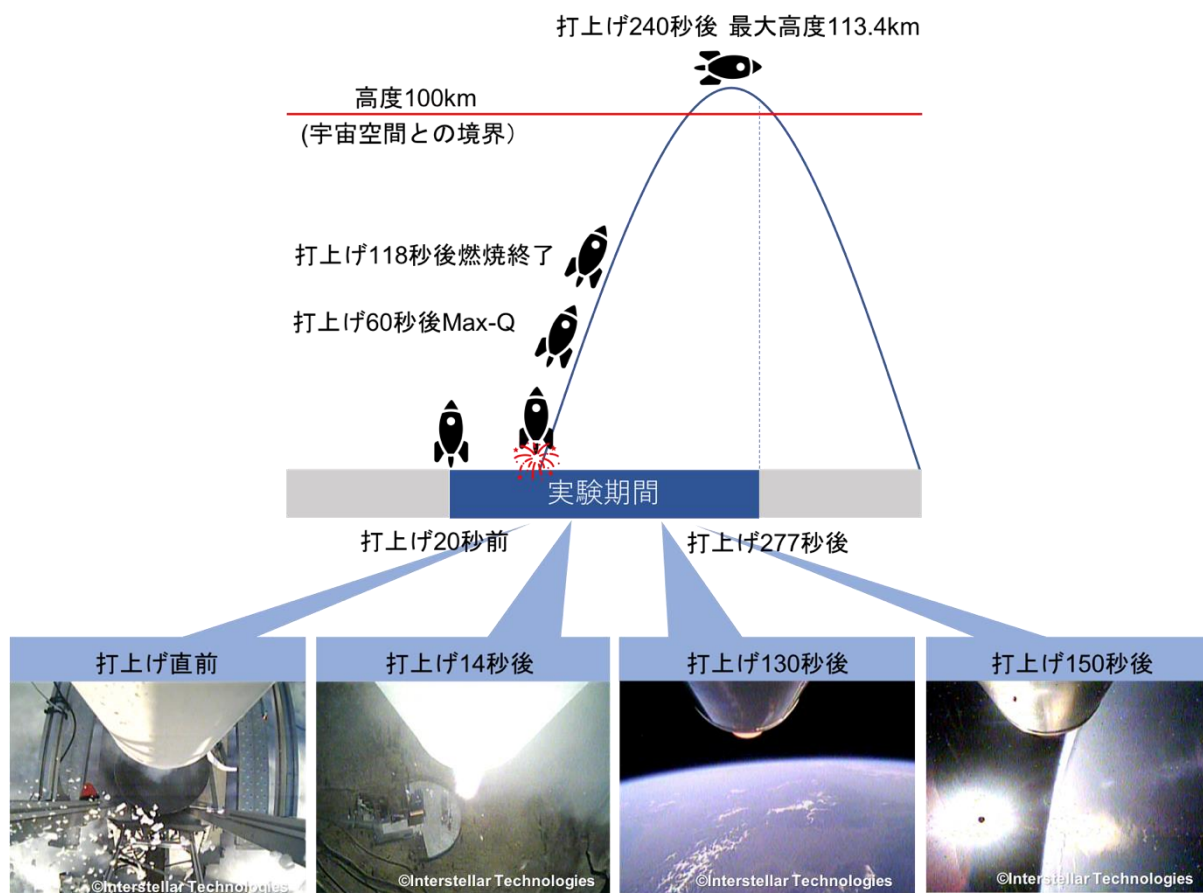 打上げ240秒後 最大高度113.4km
高度100km
(宇宙空間との境界）
打上げ118秒後燃焼終了
打上げ60秒後Max-Q
実験期間
打上げ20秒前
打上げ277秒後
打上げ直前
打上げ14秒後
打上げ130秒後
打上げ150秒後
©Interstellar Technologies
©Interstellar Technologies
©Interstellar Technologies
©Interstellar Technologies